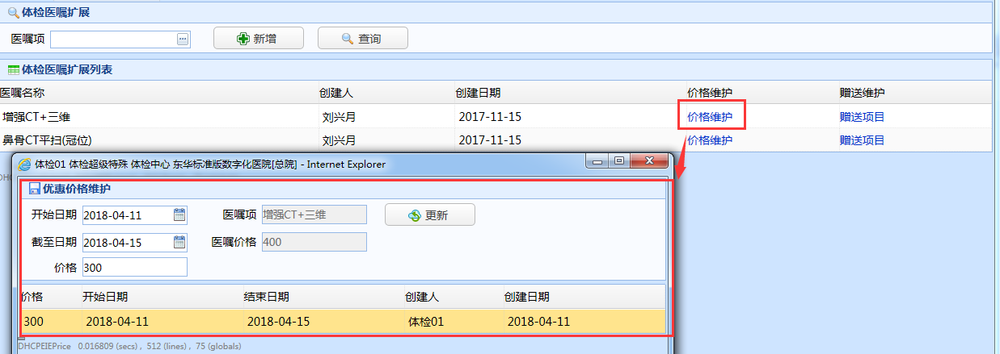 体检医嘱扩展
医嘱项 新增 查询
体检医嘱扩展列表
医嘱名称 创建人 创建日期 价格维护 赠送维护
增强CT+三维 刘兴月 2017-11-15 价格维护 赠送项目
鼻骨CT平扫(冠位) 刘兴月 2017-11-15 价格维护 赠送项目
体检01 体检超级特殊 体检中心 东华标准版数字化医院[总院] - Internet Explorer
优惠价格维护
开始日期 2018-04-11 医嘱项 增强CT+三维 更新
截至日期 2018-04-15 医嘱价格 400
价格 300
价格 开始日期 结束日期 创建人 创建日期
300 2018-04-11 2018-04-15 体检01 2018-04-11
DHCPEIEPrice 0.016809 (secs) , 512 (lines) , 75 (globals)